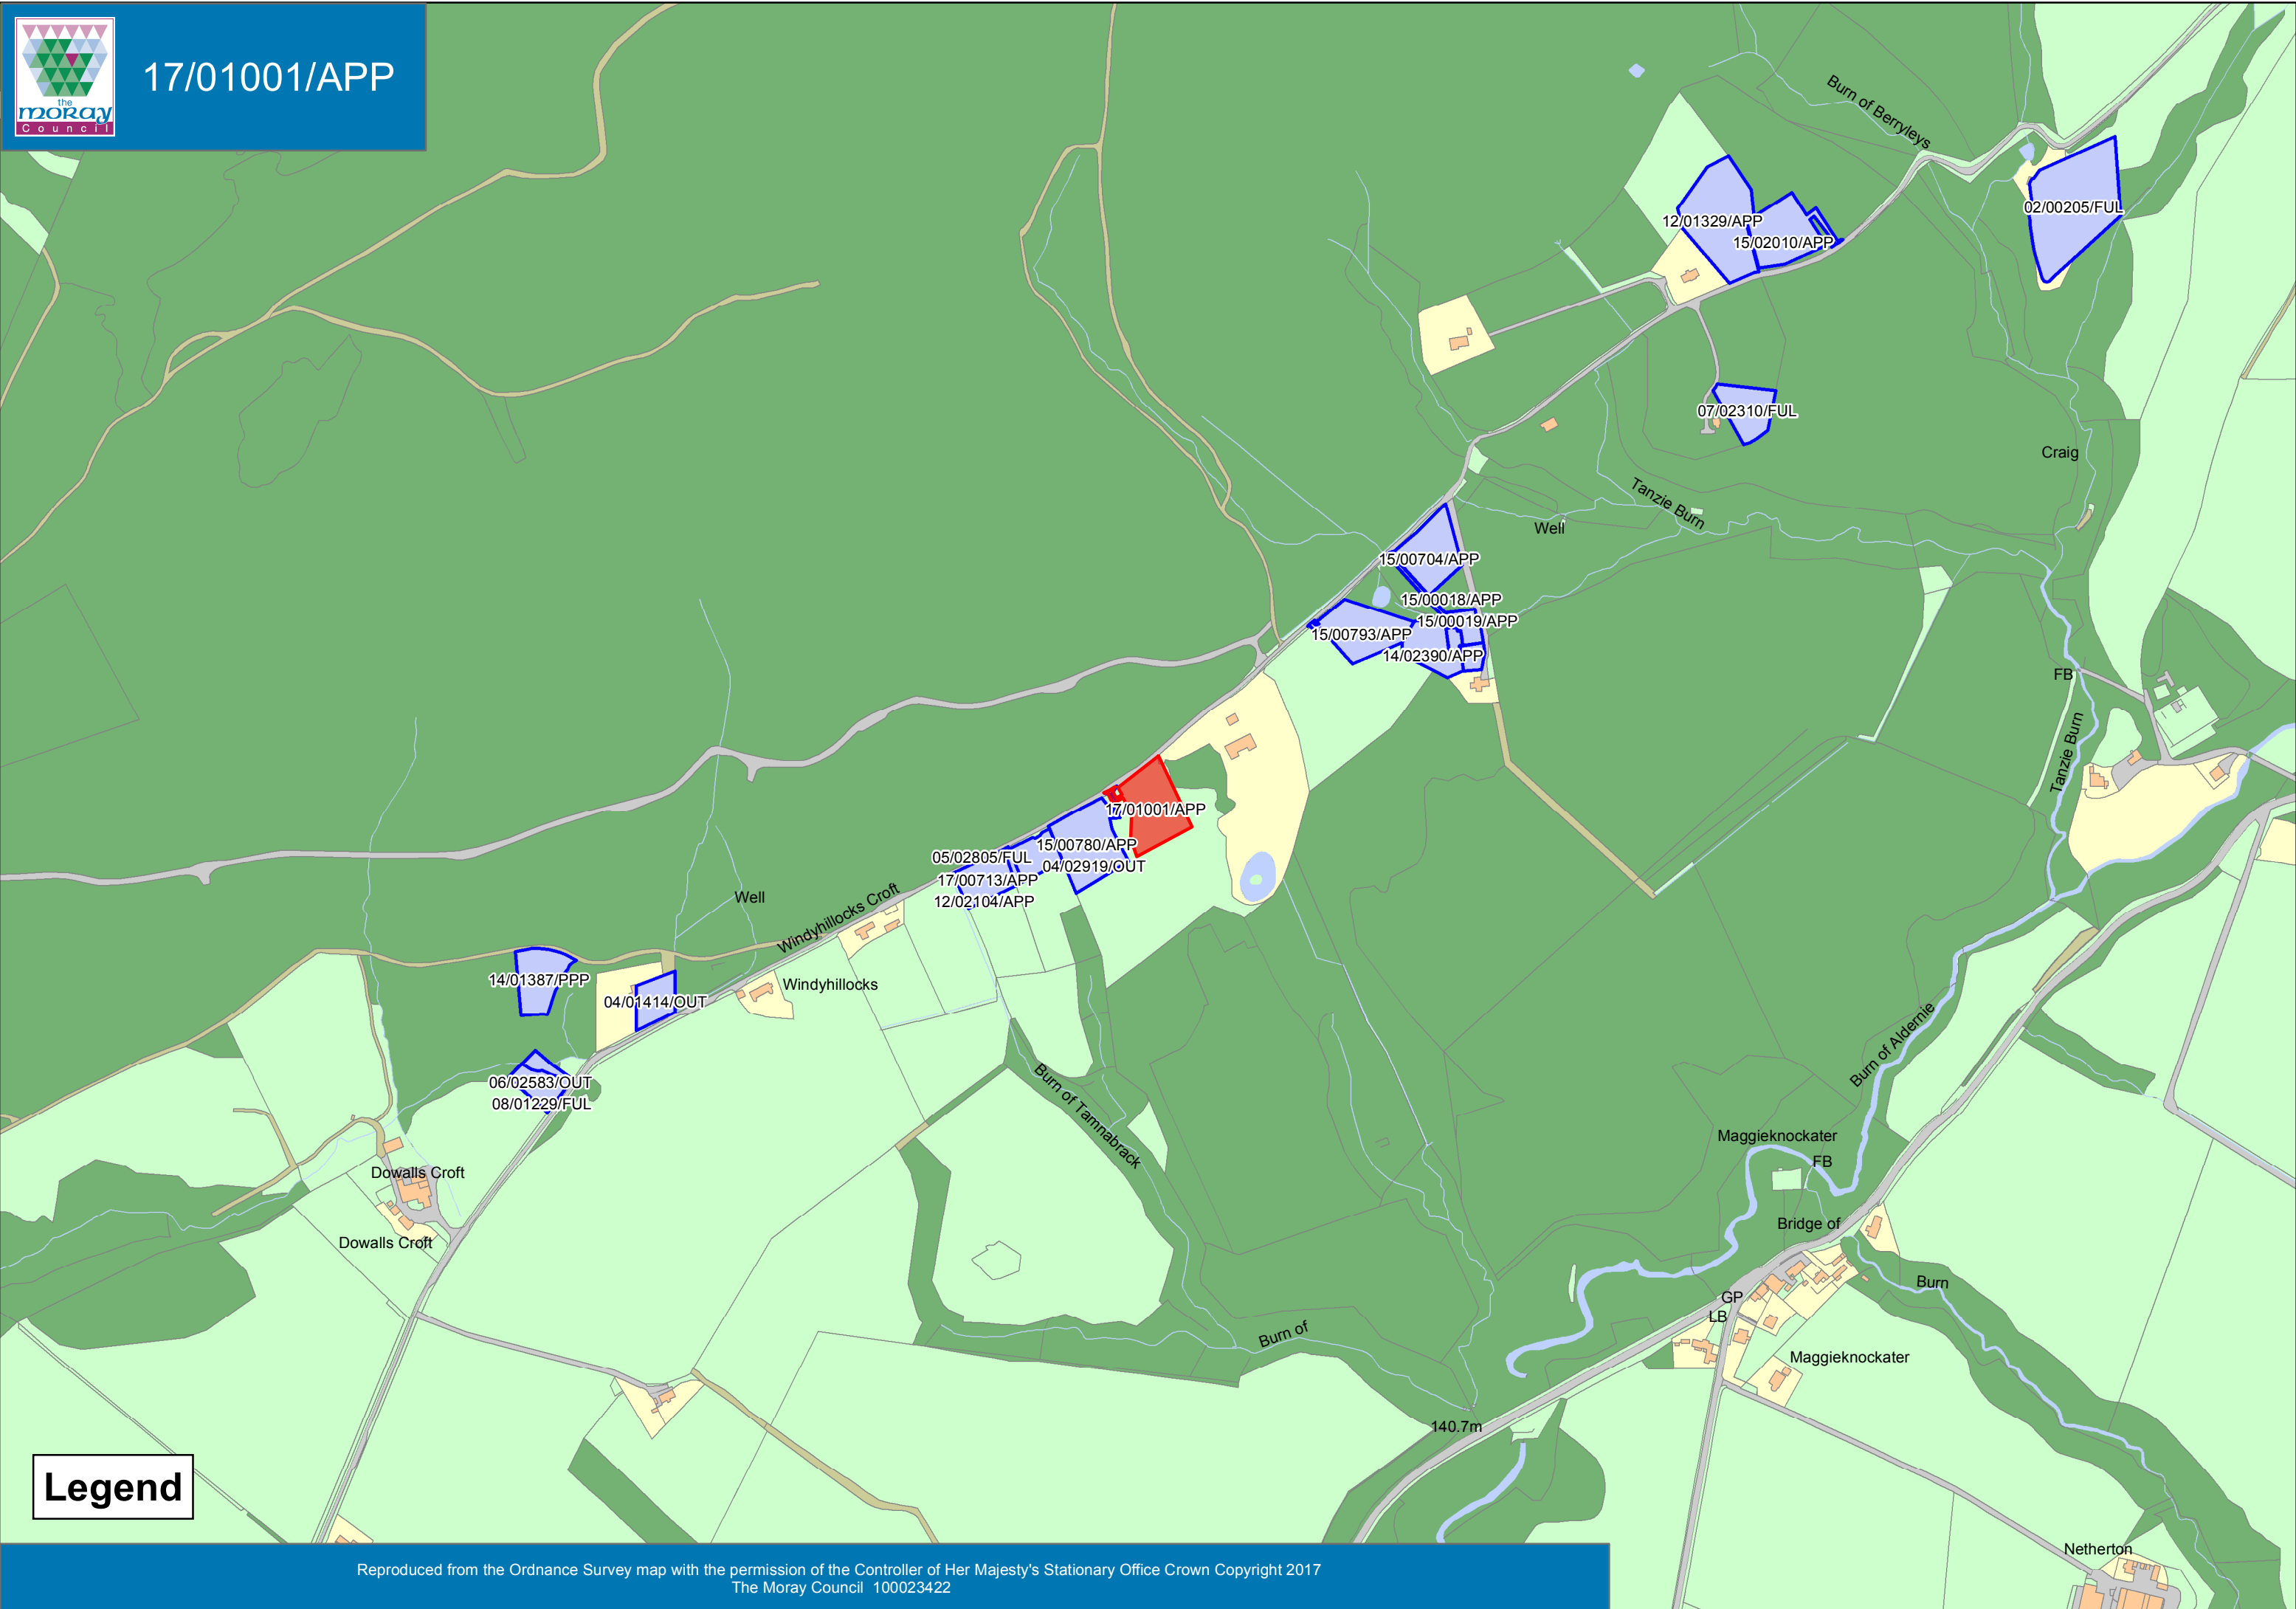 the
moray
Council
17/01001/APP
Burn of Berryleys
12/01329/APP
15/02010/APP
02/00205/FUL
07/02310/FUL
Craig
Tanzie Burn
Well
15/00704/APP
15/00018/APP
15/00019/APP
15/00793/APP
14/02390/APP
FB
Tanzie Burn
17/01001/APP
15/00780/APP
05/02805/FUL
04/02919/OUT
17/00713/APP
12/02104/APP
Well
Windyhillocks Croft
14/01387/PPP
Windyhillocks
04/01414/OUT
06/02583/OUT
08/01229/FUL
Burn of Tamnabrack
Burn of Aldernie
Maggieknockater
FB
Dowalls Croft
Bridge of
Dowalls Croft
Burn
GP
LB
Burn of
Maggieknockater
140.7m
Legend
Netherton
Reproduced from the Ordnance Survey map with the permission of the Controller of Her Majesty's Stationary Office Crown Copyright 2017
The Moray Council 100023422